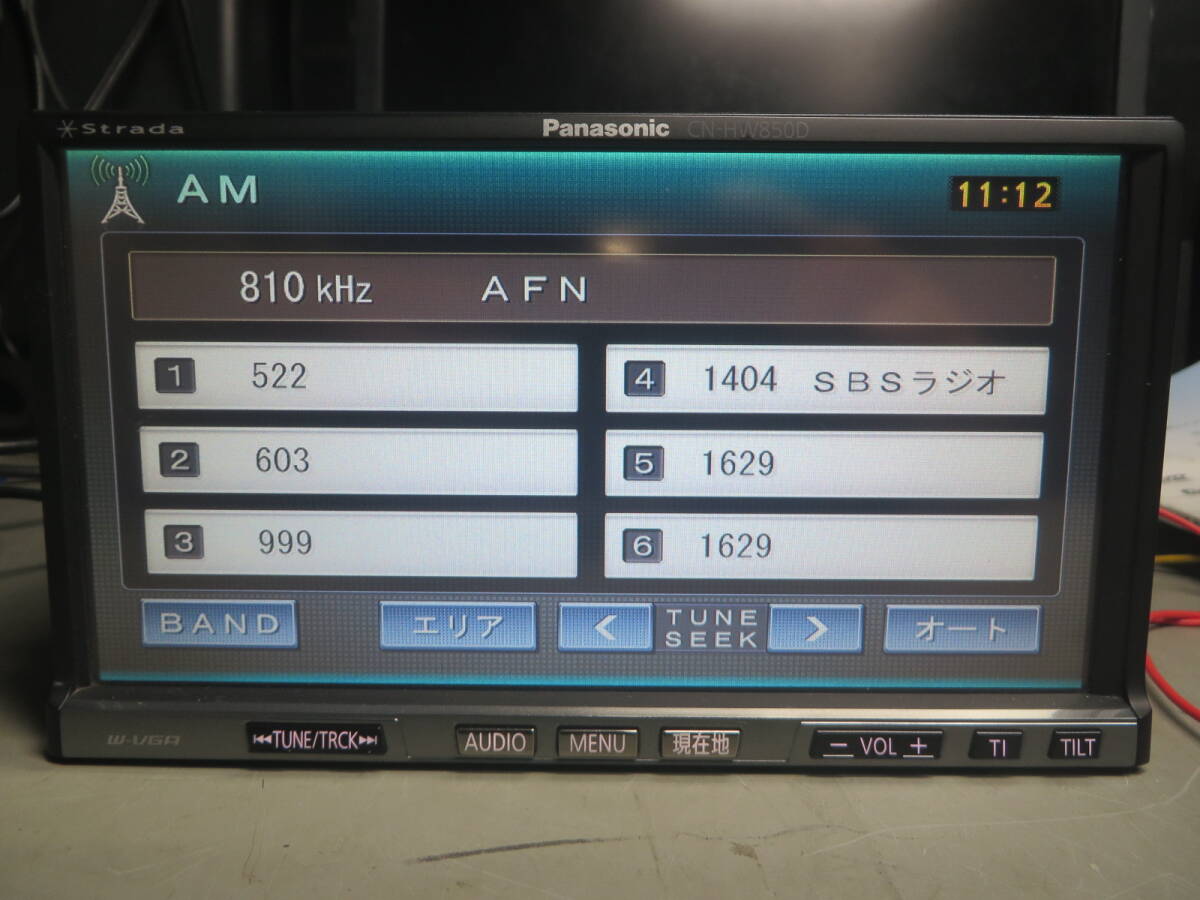 Strada Panasonic CN-HW850D
AM 11:12
810 kHz AFN
1 522
4 1404 SBSラジオ
2 603
5 1629
3 999
6 1629
BAND エリア < TUNE SEEK > オート
W-VGA TUNE/TRCK AUDIO MENU 現在地 − VOL + TI TILT